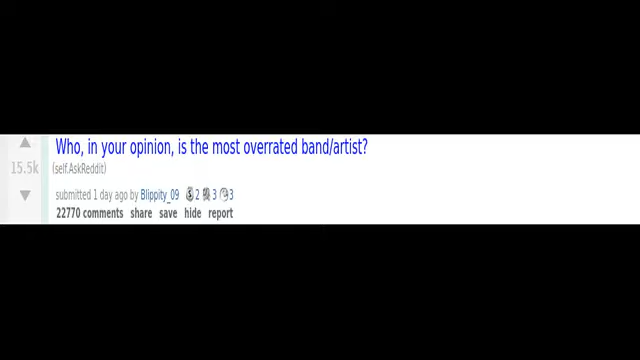 Who, in your opinion, is the most overrated band/artist?
15.5k
(self.AskReddit)
submitted 1 day ago by Blippity_09 2 3 3
22770 comments share save hide report